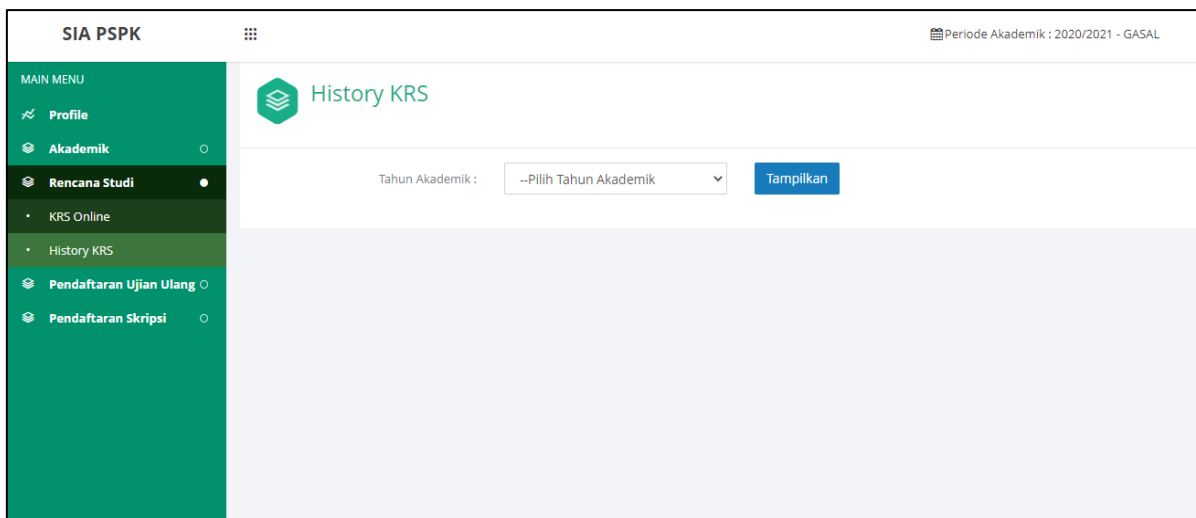 SIA PSPK
Periode Akademik : 2020/2021 - GASAL
MAIN MENU
Profile
Akademik
Rencana Studi
KRS Online
History KRS
Pendaftaran Ujian Ulang
Pendaftaran Skripsi
History KRS
Tahun Akademik :
--Pilih Tahun Akademik
Tampilkan